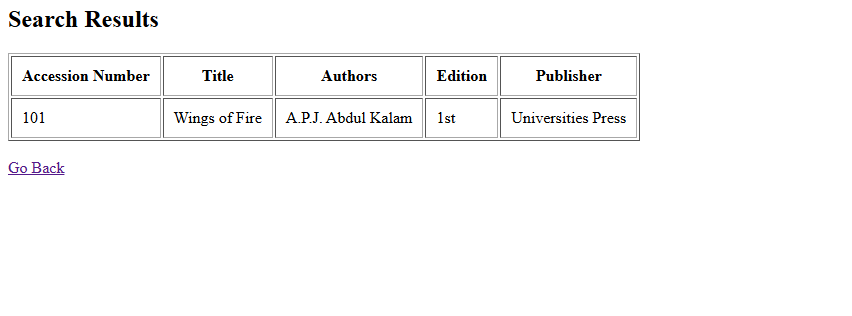 Search Results
Accession Number Title Authors Edition Publisher
101 Wings of Fire A.P.J. Abdul Kalam 1st Universities Press
Go Back